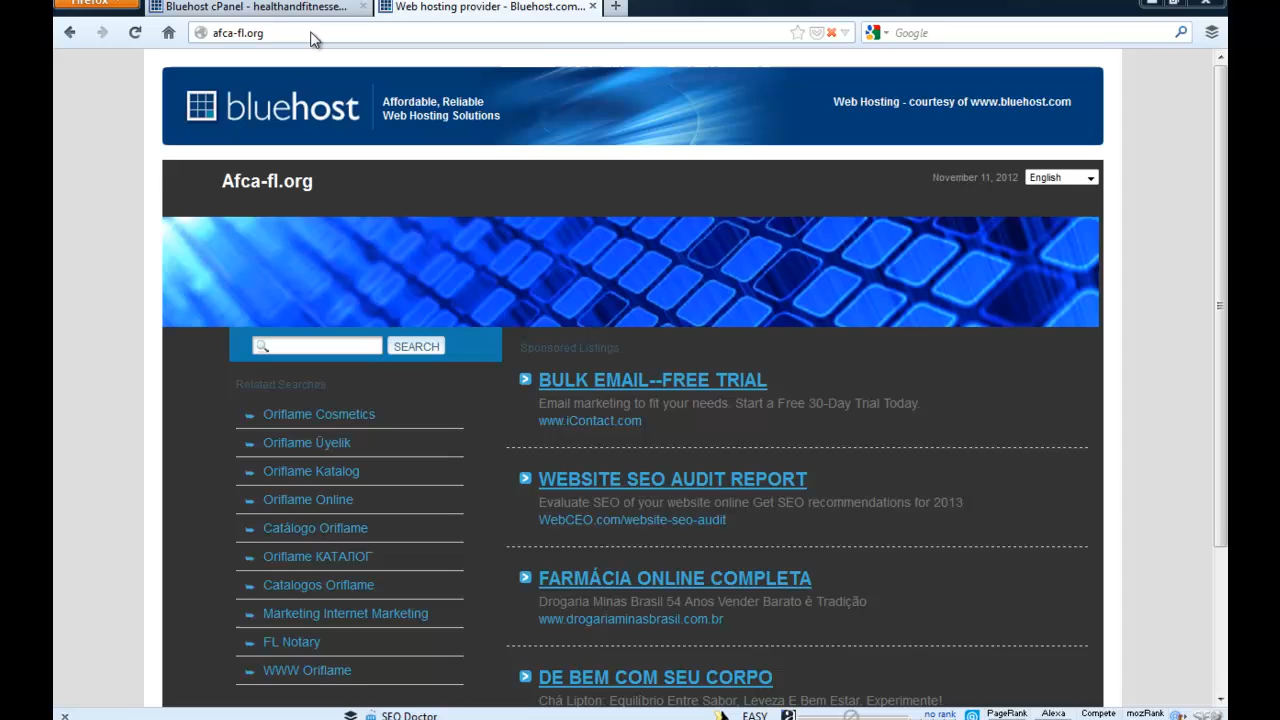 Firefox
Bluehost cPanel - healthandfitnesse...
Web hosting provider - Bluehost.com...
afca-fl.org
Google
bluehost
Affordable, Reliable
Web Hosting Solutions
Web Hosting - courtesy of www.bluehost.com
Afca-fl.org
November 11, 2012
English
SEARCH
Related Searches
Oriflame Cosmetics
Oriflame Üyelik
Oriflame Katalog
Oriflame Online
Catálogo Oriflame
Oriflame КАТАЛОГ
Catalogos Oriflame
Marketing Internet Marketing
FL Notary
WWW Oriflame
Sponsored Listings
BULK EMAIL--FREE TRIAL
Email marketing to fit your needs. Start a Free 30-Day Trial Today.
www.iContact.com
WEBSITE SEO AUDIT REPORT
Evaluate SEO of your website online Get SEO recommendations for 2013
WebCEO.com/website-seo-audit
FARMÁCIA ONLINE COMPLETA
Drogaria Minas Brasil 54 Anos Vender Barato è Tradição
www.drogariaminasbrasil.com.br
DE BEM COM SEU CORPO
Chá Lipton: Equilíbrio Entre Sabor, Leveza E Bem Estar. Experimente!
x
SEO Doctor
EASY
no rank
PageRank
Alexa
Compete
mozRank